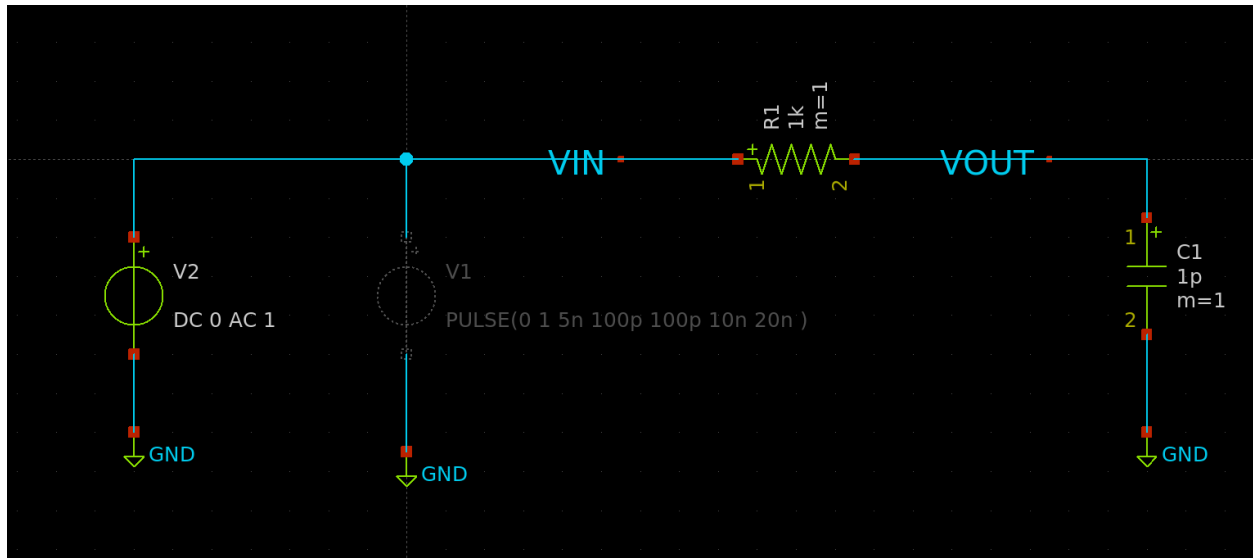 R1
1k
m=1
VIN
+
1
2
VOUT
+
V2
DC 0 AC 1
GND
V1
PULSE(0 1 5n 100p 100p 10n 20n )
GND
1
+
C1
1p
m=1
2
GND